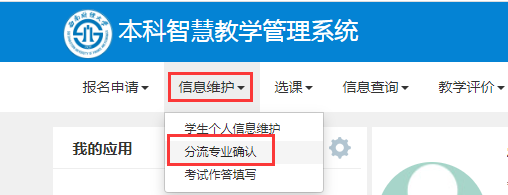 本科智慧教学管理系统
报名申请 信息维护 选课 信息查询 教学评价
学生个人信息维护
我的应用
分流专业确认
考试作答填写